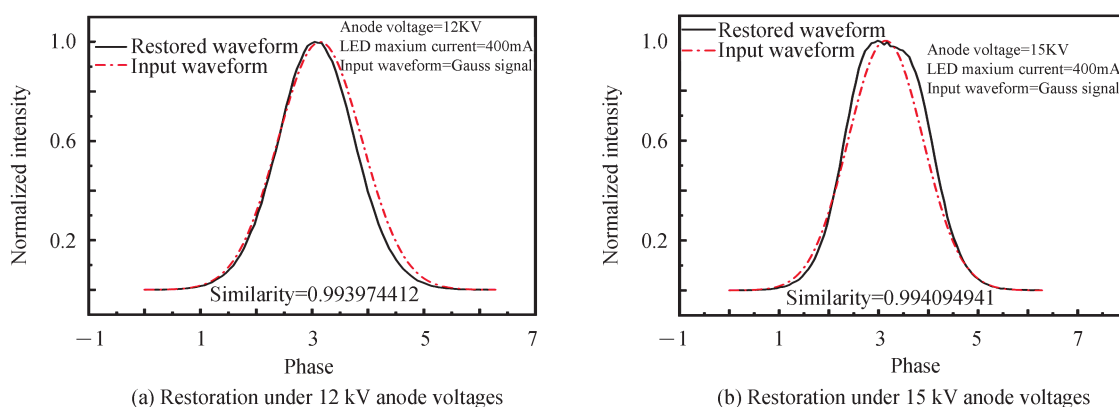 Anode voltage=12KV
LED maxium current=400mA
Input waveform=Gauss signal
Restored waveform
Input waveform
1.0
0.6
0.2
Normalized intensity
Similarity=0.993974412
−1 1 3 5 7
Phase
(a) Restoration under 12 kV anode voltages
Restored waveform
Input waveform
Anode voltage=15KV
LED maxium current=400mA
Input waveform=Gauss signal
1.0
0.6
0.2
Normalized intensity
Similarity=0.994094941
−1 1 3 5 7
Phase
(b) Restoration under 15 kV anode voltages